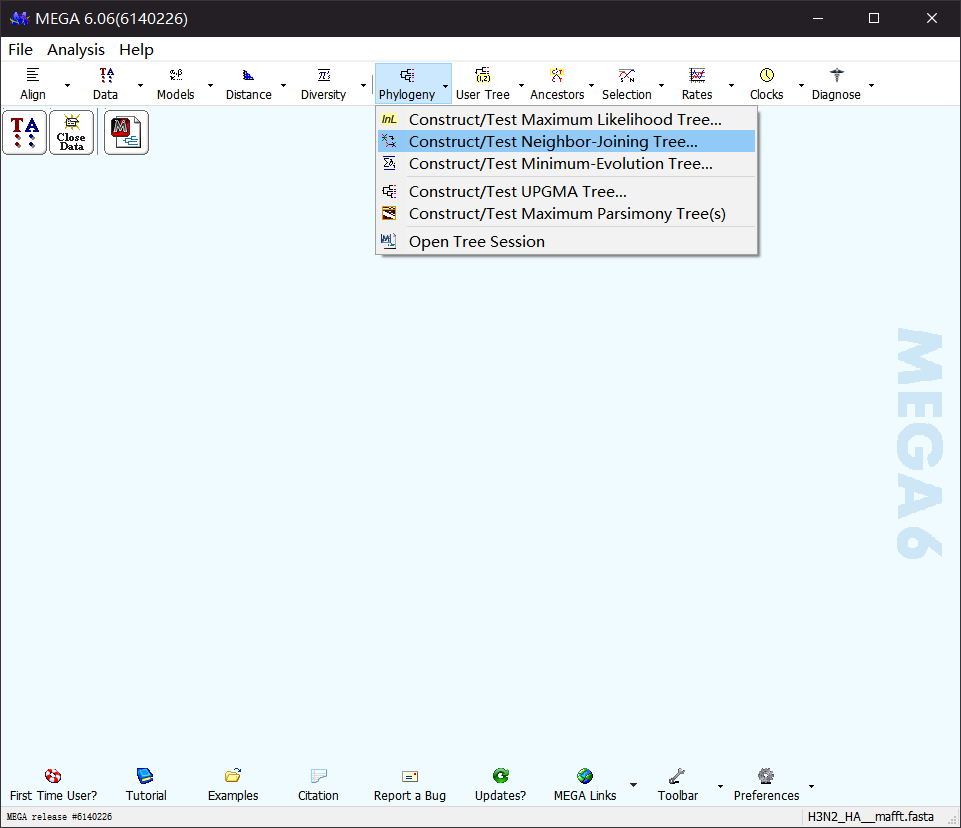 MEGA 6.06(6140226)
File Analysis Help
Align Data Models Distance Diversity Phylogeny User Tree Ancestors Selection Rates Clocks Diagnose
TA Close Data M
InL Construct/Test Maximum Likelihood Tree...
Construct/Test Neighbor-Joining Tree...
Construct/Test Minimum-Evolution Tree...
Construct/Test UPGMA Tree...
Construct/Test Maximum Parsimony Tree(s)
Open Tree Session
MEGA6
First Time User? Tutorial Examples Citation Report a Bug Updates? MEGA Links Toolbar Preferences
MEGA release #6140226 H3N2_HA__mafft.fasta